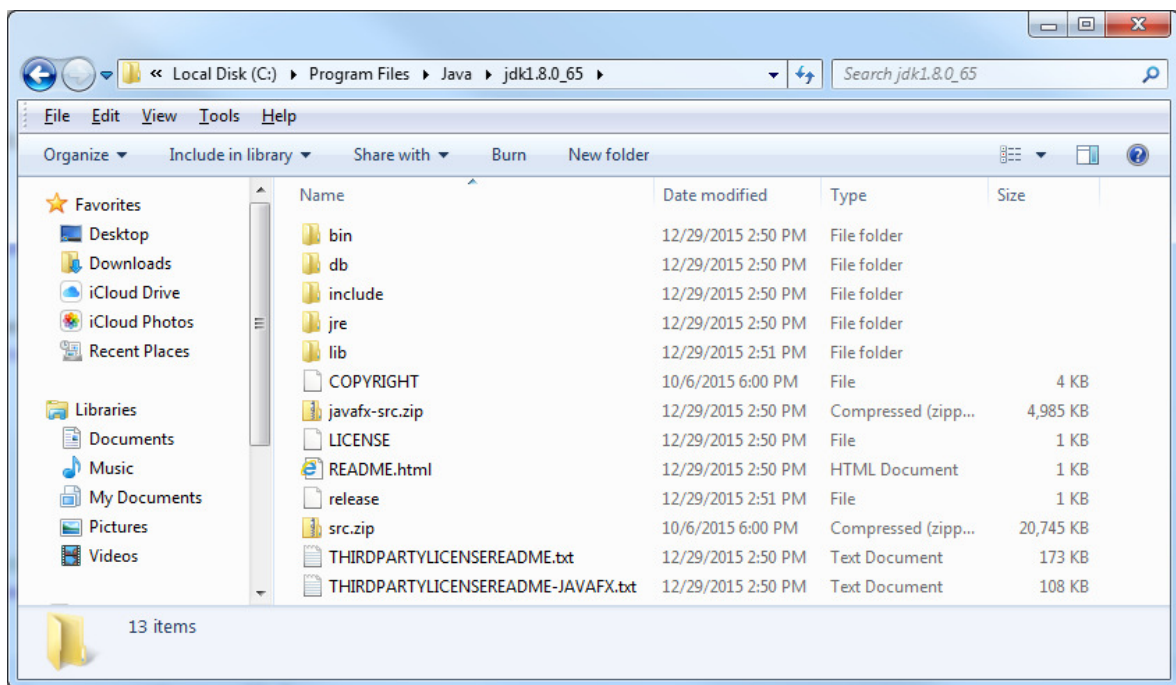 « Local Disk (C:) Program Files Java jdk1.8.0_65 Search jdk1.8.0_65
File Edit View Tools Help
Organize Include in library Share with Burn New folder
Favorites
Desktop
Downloads
iCloud Drive
iCloud Photos
Recent Places
Libraries
Documents
Music
My Documents
Pictures
Videos
Name Date modified Type Size
bin 12/29/2015 2:50 PM File folder
db 12/29/2015 2:50 PM File folder
include 12/29/2015 2:50 PM File folder
jre 12/29/2015 2:50 PM File folder
lib 12/29/2015 2:51 PM File folder
COPYRIGHT 10/6/2015 6:00 PM File 4 KB
javafx-src.zip 12/29/2015 2:50 PM Compressed (zipp... 4,985 KB
LICENSE 12/29/2015 2:50 PM File 1 KB
README.html 12/29/2015 2:50 PM HTML Document 1 KB
release 12/29/2015 2:51 PM File 1 KB
src.zip 10/6/2015 6:00 PM Compressed (zipp... 20,745 KB
THIRDPARTYLICENSEREADME.txt 12/29/2015 2:50 PM Text Document 173 KB
THIRDPARTYLICENSEREADME-JAVAFX.txt 12/29/2015 2:50 PM Text Document 108 KB
13 items